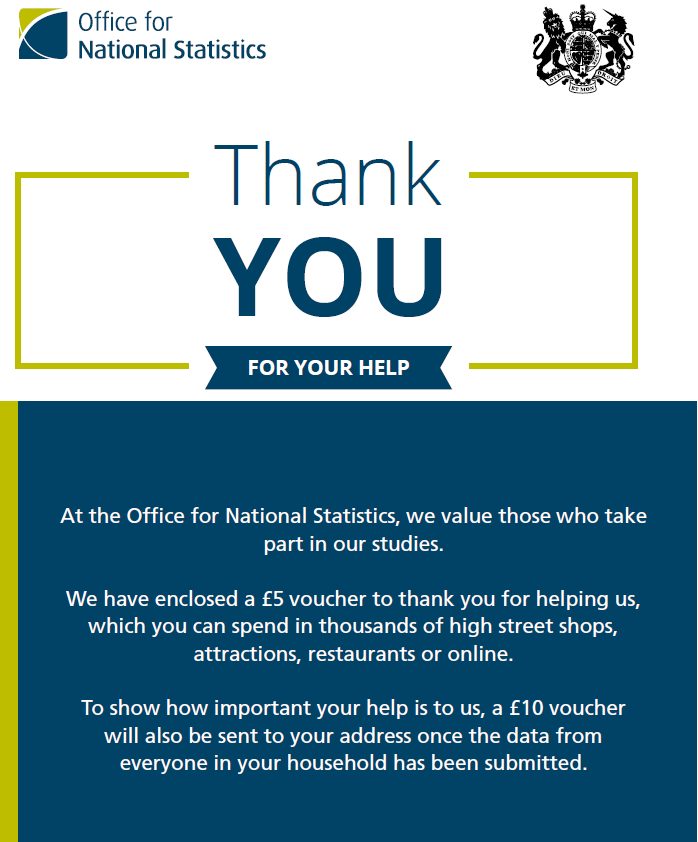 Office for
National Statistics
DIEU ET MON DROIT
Thank
YOU
FOR YOUR HELP
At the Office for National Statistics, we value those who take
part in our studies.
We have enclosed a £5 voucher to thank you for helping us,
which you can spend in thousands of high street shops,
attractions, restaurants or online.
To show how important your help is to us, a £10 voucher
will also be sent to your address once the data from
everyone in your household has been submitted.